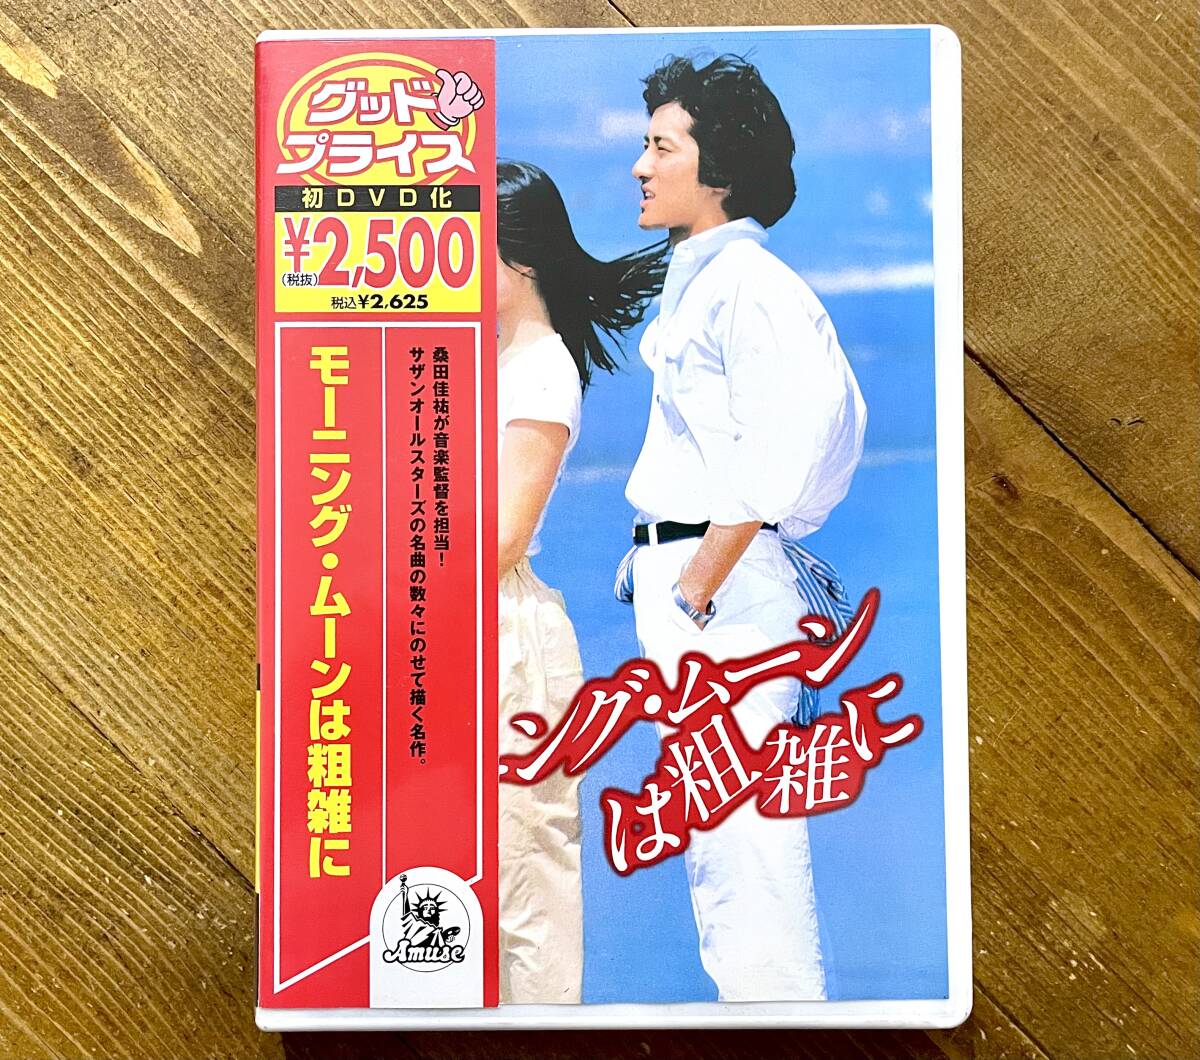 グッド
プライス
初DVD化
¥2,500
(税抜)
税込¥2,625
桑田佳祐が音楽監督を担当!
サザンオールスターズの名曲の数々にのせて描く名作。
モーニング・ムーンは粗雑に
Amuse
ニング・ムーン
は粗雑に